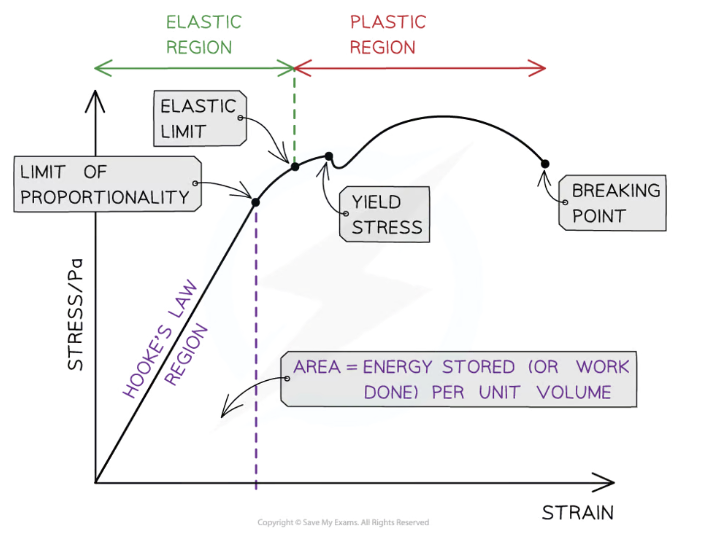 ELASTIC
REGION
PLASTIC
REGION
ELASTIC
LIMIT
LIMIT OF
PROPORTIONALITY
YIELD
STRESS
BREAKING
POINT
STRESS/Pa
HOOKE'S LAW
REGION
AREA = ENERGY STORED (OR WORK
DONE) PER UNIT VOLUME
STRAIN
Copyright © Save My Exams. All Rights Reserved